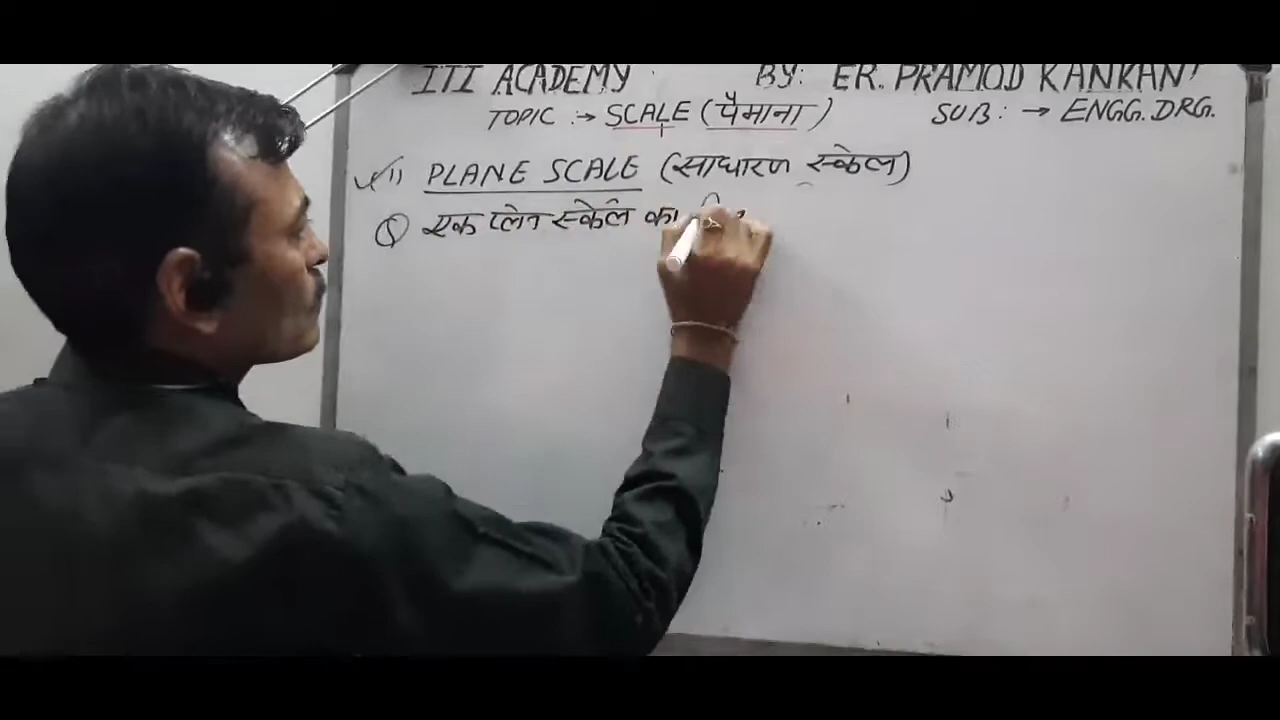 ITI ACADEMY BY: ER. PRAMOD KANKANI
TOPIC :→ SCALE (पैमाना) SUB: → ENGG. DRG.
PLANE SCALE (साधारण स्केल)
Q एक प्लेन स्केल का